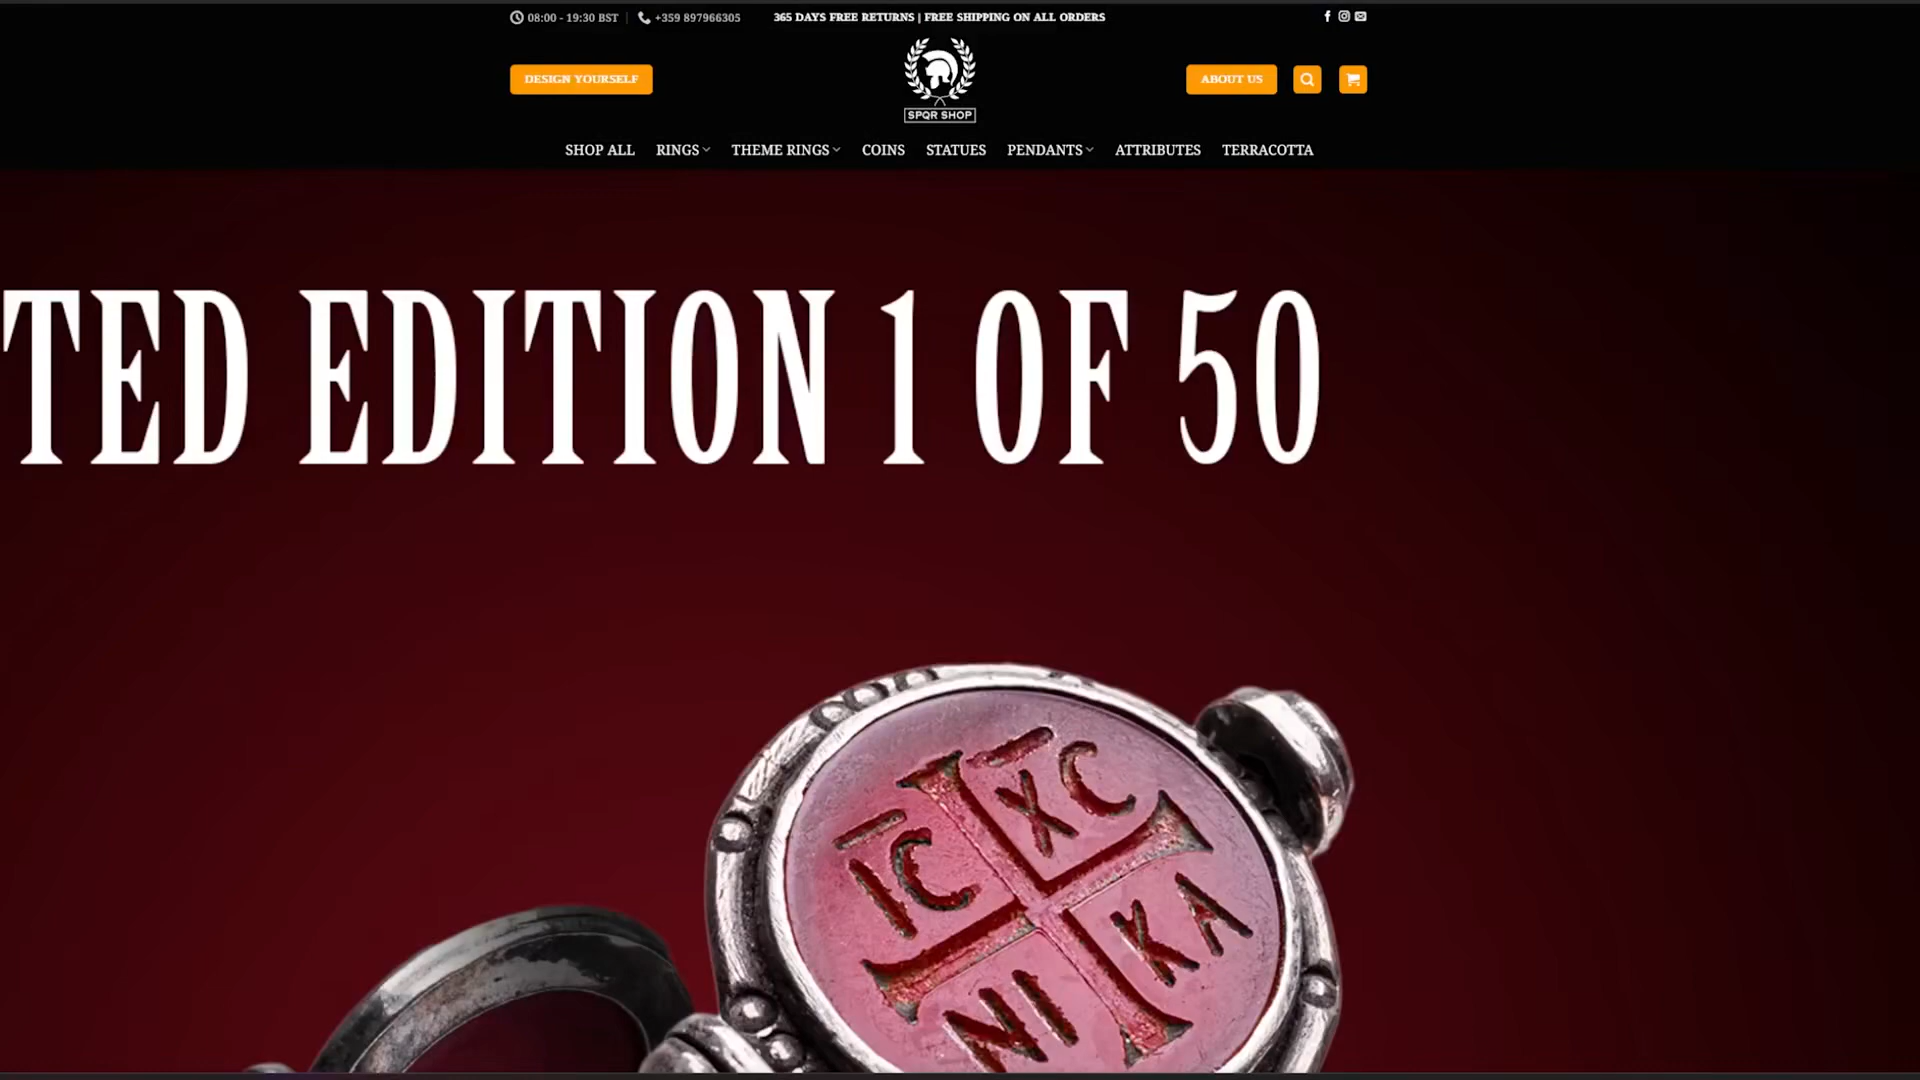 08:00 - 19:30 BST
+359 897966305
365 DAYS FREE RETURNS | FREE SHIPPING ON ALL ORDERS
DESIGN YOURSELF
SPQR SHOP
ABOUT US
SHOP ALL
RINGS
THEME RINGS
COINS
STATUES
PENDANTS
ATTRIBUTES
TERRACOTTA
TED EDITION 1 OF 50
IC XC
NI KA